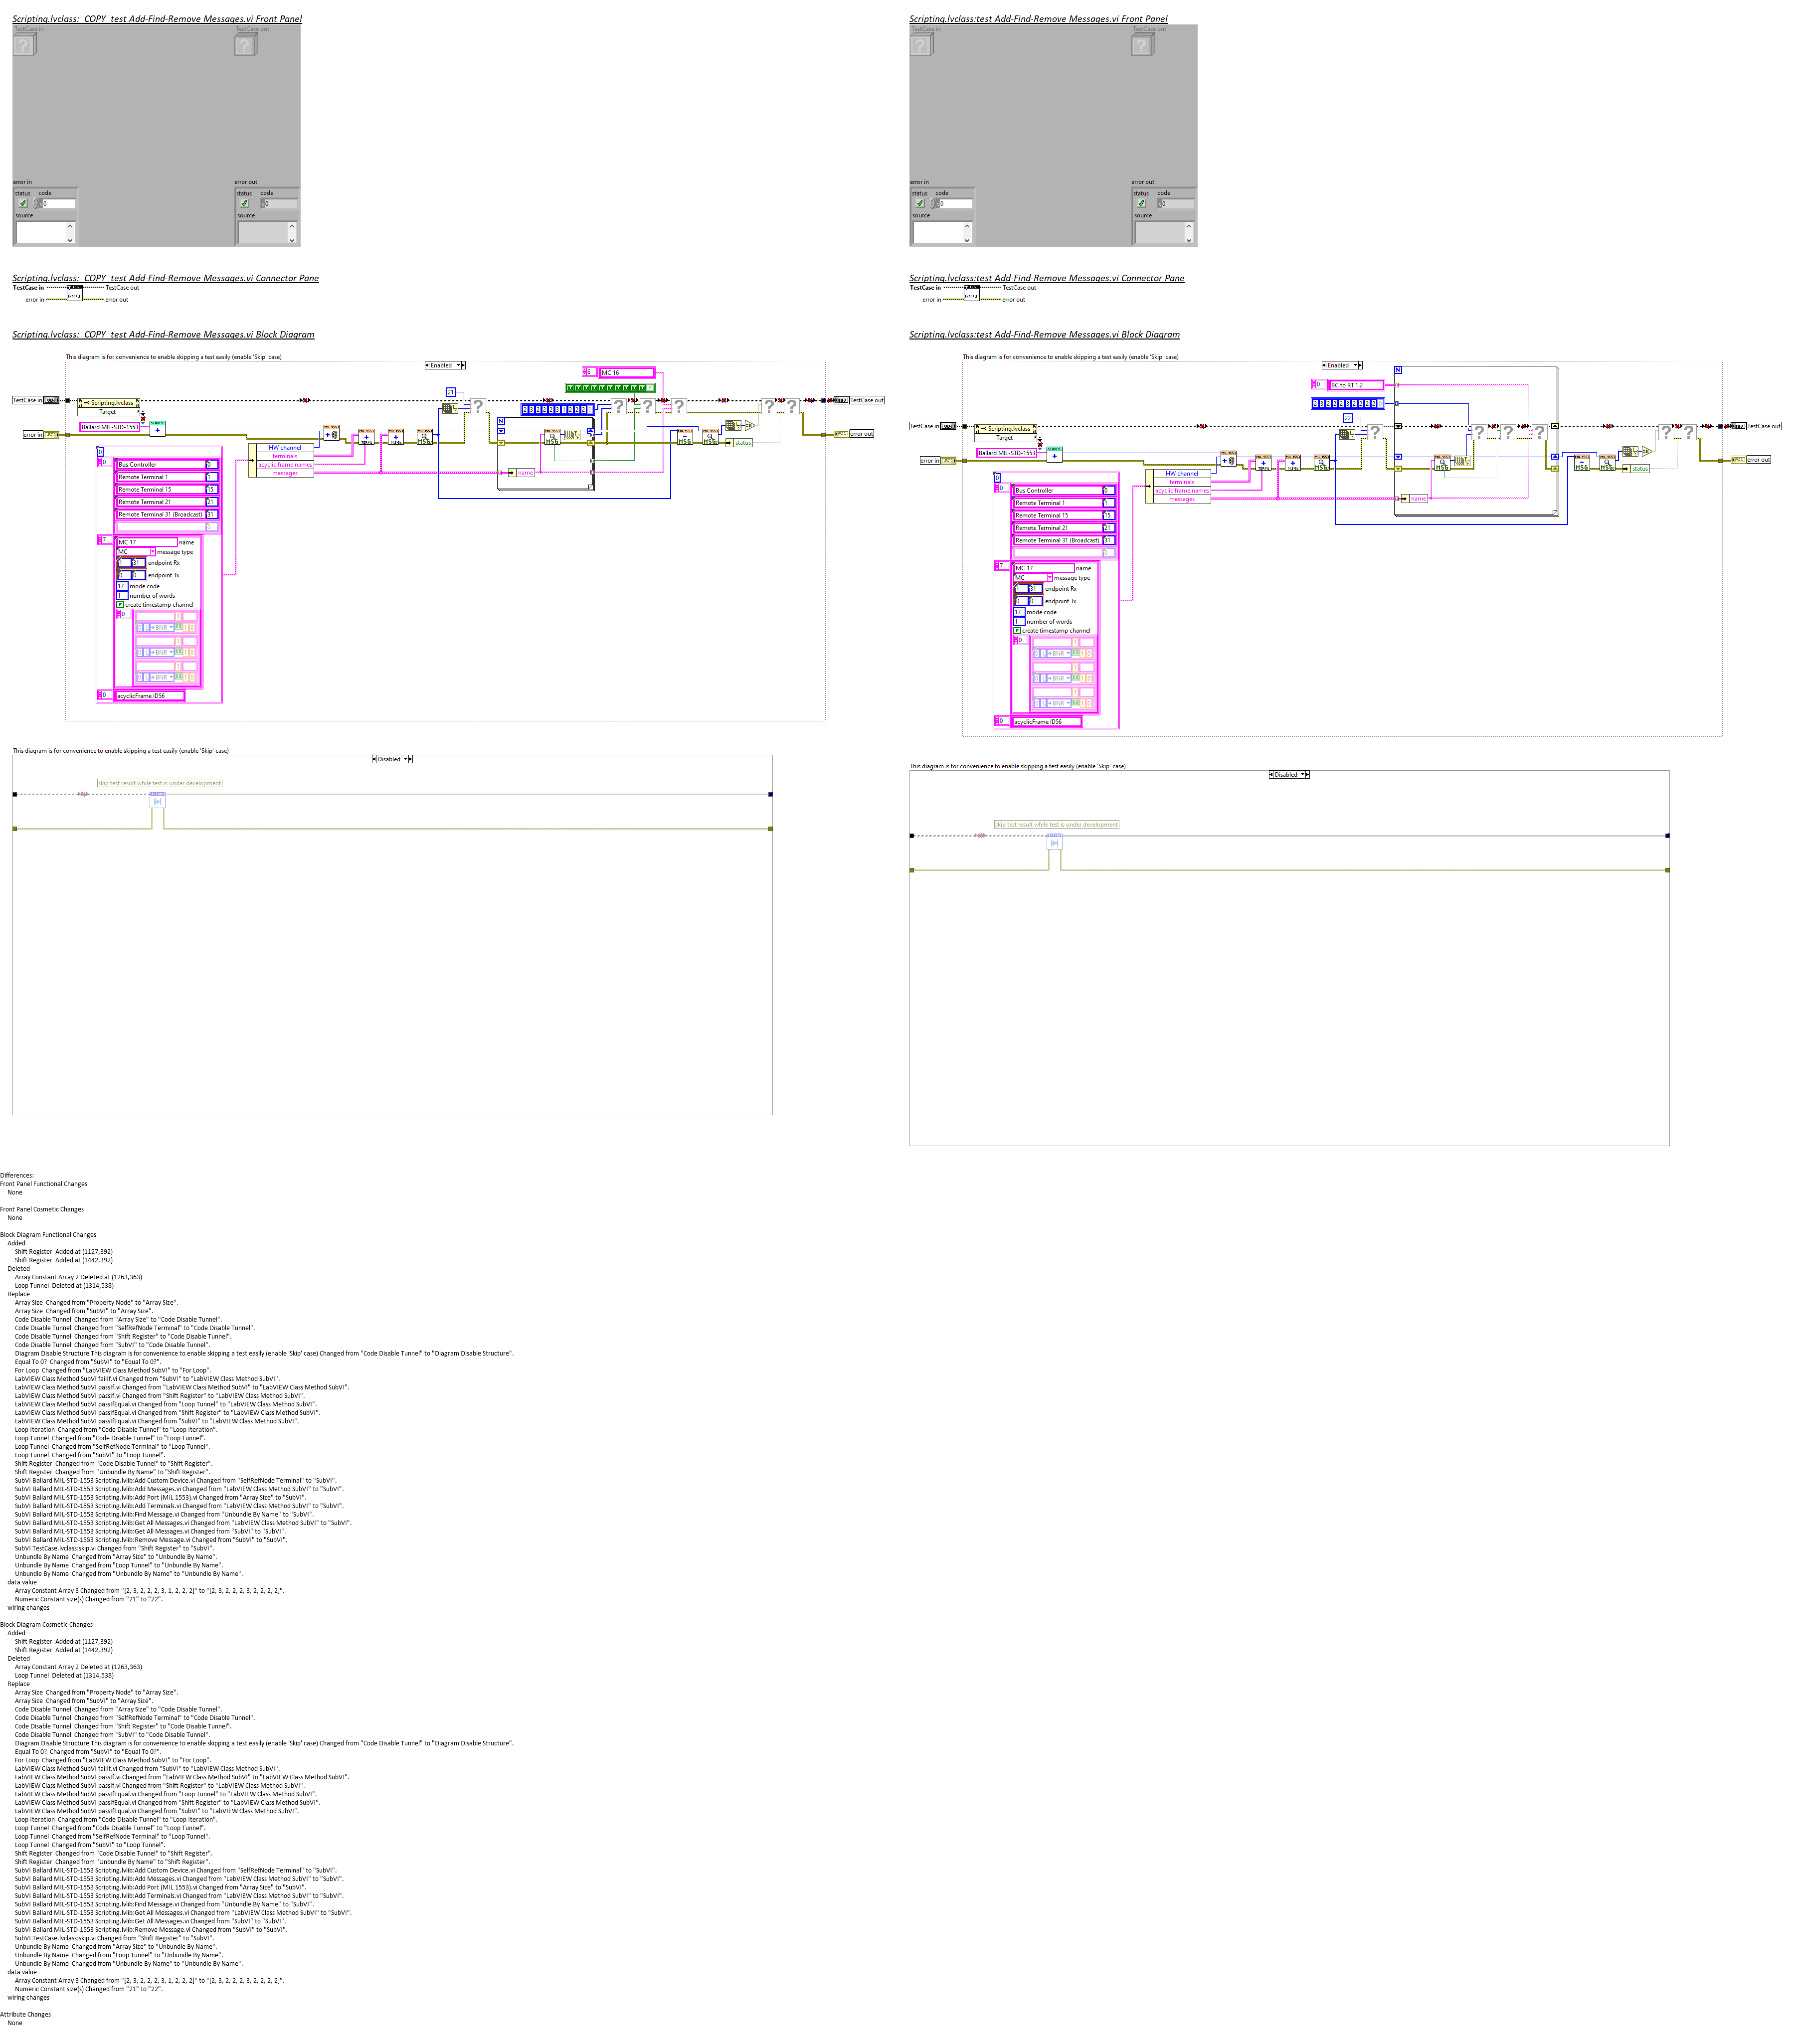 Scripting.lvclass:_COPY_test Add-Find-Remove Messages.vi Front Panel
TestCase in
TestCase out
error in
error out
status code
status code
0
0
source
source
Scripting.lvclass:_COPY_test Add-Find-Remove Messages.vi Connector Pane
TestCase in TestCase out
error in error out
Scripting.lvclass:_COPY_test Add-Find-Remove Messages.vi Block Diagram
This diagram is for convenience to enable skipping a test easily (enable 'Skip' case)
Enabled
6 MC 16
21
TestCase in
TestCase out
Scripting.lvclass
Target
Ballard MIL-STD-1553
error in
error out
status
HW channel
terminals
acyclic frame names
messages
name
0
0 Bus Controller 0
Remote Terminal 1 1
Remote Terminal 15 15
Remote Terminal 21 21
Remote Terminal 31 (Broadcast) 31
7 MC 17 name
MC message type
1 31 endpoint Rx
0 0 endpoint Tx
17 mode code
1 number of words
F create timestamp channel
0
BNR
BNR
BNR
0 acyclicFrame ID56
This diagram is for convenience to enable skipping a test easily (enable 'Skip' case)
Disabled
skip test result while test is under development
Scripting.lvclass:test Add-Find-Remove Messages.vi Front Panel
TestCase in
TestCase out
error in
error out
status code
status code
0
0
source
source
Scripting.lvclass:test Add-Find-Remove Messages.vi Connector Pane
TestCase in TestCase out
error in error out
Scripting.lvclass:test Add-Find-Remove Messages.vi Block Diagram
This diagram is for convenience to enable skipping a test easily (enable 'Skip' case)
Enabled
0 BC to RT 1.2
22
TestCase in
TestCase out
Scripting.lvclass
Target
Ballard MIL-STD-1553
error in
error out
status
HW channel
terminals
acyclic frame names
messages
name
0
0 Bus Controller 0
Remote Terminal 1 1
Remote Terminal 15 15
Remote Terminal 21 21
Remote Terminal 31 (Broadcast) 31
7 MC 17 name
MC message type
1 31 endpoint Rx
0 0 endpoint Tx
17 mode code
1 number of words
F create timestamp channel
0
BNR
BNR
BNR
0 acyclicFrame ID56
This diagram is for convenience to enable skipping a test easily (enable 'Skip' case)
Disabled
skip test result while test is under development
Differences:
Front Panel Functional Changes
None
Front Panel Cosmetic Changes
None
Block Diagram Functional Changes
Added
Shift Register Added at (1127,392)
Shift Register Added at (1442,392)
Deleted
Array Constant Array 2 Deleted at (1263,363)
Loop Tunnel Deleted at (1314,538)
Replace
Array Size Changed from "Property Node" to "Array Size".
Array Size Changed from "SubVI" to "Array Size".
Code Disable Tunnel Changed from "Array Size" to "Code Disable Tunnel".
Code Disable Tunnel Changed from "SelfRefNode Terminal" to "Code Disable Tunnel".
Code Disable Tunnel Changed from "Shift Register" to "Code Disable Tunnel".
Code Disable Tunnel Changed from "SubVI" to "Code Disable Tunnel".
Diagram Disable Structure This diagram is for convenience to enable skipping a test easily (enable 'Skip' case) Changed from "Code Disable Tunnel" to "Diagram Disable Structure".
Equal To 0? Changed from "SubVI" to "Equal To 0?".
For Loop Changed from "LabVIEW Class Method SubVI" to "For Loop".
LabVIEW Class Method SubVI failIf.vi Changed from "SubVI" to "LabVIEW Class Method SubVI".
LabVIEW Class Method SubVI passIf.vi Changed from "LabVIEW Class Method SubVI" to "LabVIEW Class Method SubVI".
LabVIEW Class Method SubVI passIf.vi Changed from "Shift Register" to "LabVIEW Class Method SubVI".
LabVIEW Class Method SubVI passIfEqual.vi Changed from "Loop Tunnel" to "LabVIEW Class Method SubVI".
LabVIEW Class Method SubVI passIfEqual.vi Changed from "Shift Register" to "LabVIEW Class Method SubVI".
LabVIEW Class Method SubVI passIfEqual.vi Changed from "SubVI" to "LabVIEW Class Method SubVI".
Loop Iteration Changed from "Code Disable Tunnel" to "Loop Iteration".
Loop Tunnel Changed from "Code Disable Tunnel" to "Loop Tunnel".
Loop Tunnel Changed from "SelfRefNode Terminal" to "Loop Tunnel".
Loop Tunnel Changed from "SubVI" to "Loop Tunnel".
Shift Register Changed from "Code Disable Tunnel" to "Shift Register".
Shift Register Changed from "Unbundle By Name" to "Shift Register".
SubVI Ballard MIL-STD-1553 Scripting.lvlib:Add Custom Device.vi Changed from "SelfRefNode Terminal" to "SubVI".
SubVI Ballard MIL-STD-1553 Scripting.lvlib:Add Messages.vi Changed from "LabVIEW Class Method SubVI" to "SubVI".
SubVI Ballard MIL-STD-1553 Scripting.lvlib:Add Port (MIL 1553).vi Changed from "Array Size" to "SubVI".
SubVI Ballard MIL-STD-1553 Scripting.lvlib:Add Terminals.vi Changed from "LabVIEW Class Method SubVI" to "SubVI".
SubVI Ballard MIL-STD-1553 Scripting.lvlib:Find Message.vi Changed from "Unbundle By Name" to "SubVI".
SubVI Ballard MIL-STD-1553 Scripting.lvlib:Get All Messages.vi Changed from "LabVIEW Class Method SubVI" to "SubVI".
SubVI Ballard MIL-STD-1553 Scripting.lvlib:Get All Messages.vi Changed from "SubVI" to "SubVI".
SubVI Ballard MIL-STD-1553 Scripting.lvlib:Remove Message.vi Changed from "SubVI" to "SubVI".
SubVI TestCase.lvclass:skip.vi Changed from "Shift Register" to "SubVI".
Unbundle By Name Changed from "Array Size" to "Unbundle By Name".
Unbundle By Name Changed from "Loop Tunnel" to "Unbundle By Name".
Unbundle By Name Changed from "Unbundle By Name" to "Unbundle By Name".
data value
Array Constant Array 3 Changed from "[2, 3, 2, 2, 2, 3, 1, 2, 2, 2]" to "[2, 3, 2, 2, 2, 3, 2, 2, 2, 2]".
Numeric Constant size(s) Changed from "21" to "22".
wiring changes
Block Diagram Cosmetic Changes
Added
Shift Register Added at (1127,392)
Shift Register Added at (1442,392)
Deleted
Array Constant Array 2 Deleted at (1263,363)
Loop Tunnel Deleted at (1314,538)
Replace
Array Size Changed from "Property Node" to "Array Size".
Array Size Changed from "SubVI" to "Array Size".
Code Disable Tunnel Changed from "Array Size" to "Code Disable Tunnel".
Code Disable Tunnel Changed from "SelfRefNode Terminal" to "Code Disable Tunnel".
Code Disable Tunnel Changed from "Shift Register" to "Code Disable Tunnel".
Code Disable Tunnel Changed from "SubVI" to "Code Disable Tunnel".
Diagram Disable Structure This diagram is for convenience to enable skipping a test easily (enable 'Skip' case) Changed from "Code Disable Tunnel" to "Diagram Disable Structure".
Equal To 0? Changed from "SubVI" to "Equal To 0?".
For Loop Changed from "LabVIEW Class Method SubVI" to "For Loop".
LabVIEW Class Method SubVI failIf.vi Changed from "SubVI" to "LabVIEW Class Method SubVI".
LabVIEW Class Method SubVI passIf.vi Changed from "LabVIEW Class Method SubVI" to "LabVIEW Class Method SubVI".
LabVIEW Class Method SubVI passIf.vi Changed from "Shift Register" to "LabVIEW Class Method SubVI".
LabVIEW Class Method SubVI passIfEqual.vi Changed from "Loop Tunnel" to "LabVIEW Class Method SubVI".
LabVIEW Class Method SubVI passIfEqual.vi Changed from "Shift Register" to "LabVIEW Class Method SubVI".
LabVIEW Class Method SubVI passIfEqual.vi Changed from "SubVI" to "LabVIEW Class Method SubVI".
Loop Iteration Changed from "Code Disable Tunnel" to "Loop Iteration".
Loop Tunnel Changed from "Code Disable Tunnel" to "Loop Tunnel".
Loop Tunnel Changed from "SelfRefNode Terminal" to "Loop Tunnel".
Loop Tunnel Changed from "SubVI" to "Loop Tunnel".
Shift Register Changed from "Code Disable Tunnel" to "Shift Register".
Shift Register Changed from "Unbundle By Name" to "Shift Register".
SubVI Ballard MIL-STD-1553 Scripting.lvlib:Add Custom Device.vi Changed from "SelfRefNode Terminal" to "SubVI".
SubVI Ballard MIL-STD-1553 Scripting.lvlib:Add Messages.vi Changed from "LabVIEW Class Method SubVI" to "SubVI".
SubVI Ballard MIL-STD-1553 Scripting.lvlib:Add Port (MIL 1553).vi Changed from "Array Size" to "SubVI".
SubVI Ballard MIL-STD-1553 Scripting.lvlib:Add Terminals.vi Changed from "LabVIEW Class Method SubVI" to "SubVI".
SubVI Ballard MIL-STD-1553 Scripting.lvlib:Find Message.vi Changed from "Unbundle By Name" to "SubVI".
SubVI Ballard MIL-STD-1553 Scripting.lvlib:Get All Messages.vi Changed from "LabVIEW Class Method SubVI" to "SubVI".
SubVI Ballard MIL-STD-1553 Scripting.lvlib:Get All Messages.vi Changed from "SubVI" to "SubVI".
SubVI Ballard MIL-STD-1553 Scripting.lvlib:Remove Message.vi Changed from "SubVI" to "SubVI".
SubVI TestCase.lvclass:skip.vi Changed from "Shift Register" to "SubVI".
Unbundle By Name Changed from "Array Size" to "Unbundle By Name".
Unbundle By Name Changed from "Loop Tunnel" to "Unbundle By Name".
Unbundle By Name Changed from "Unbundle By Name" to "Unbundle By Name".
data value
Array Constant Array 3 Changed from "[2, 3, 2, 2, 2, 3, 1, 2, 2, 2]" to "[2, 3, 2, 2, 2, 3, 2, 2, 2, 2]".
Numeric Constant size(s) Changed from "21" to "22".
wiring changes
Attribute Changes
None